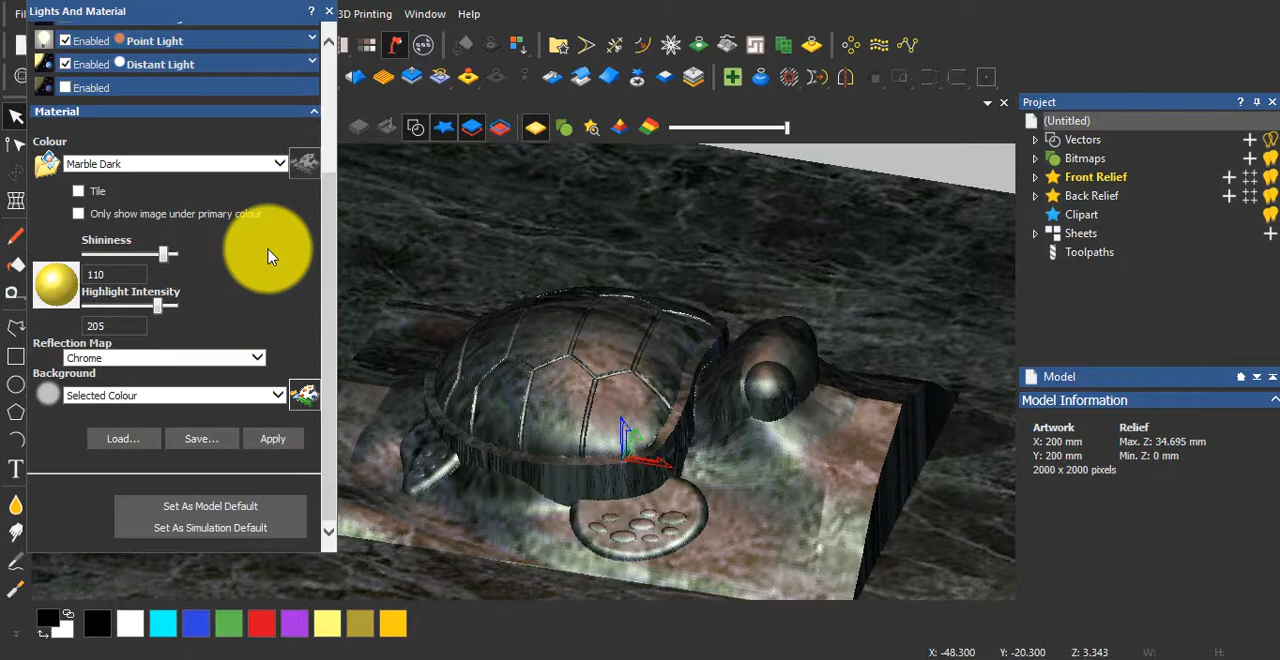 Lights And Material
?
3D Printing
Window
Help
Enabled
Point Light
Enabled
Distant Light
Enabled
Material
Colour
Marble Dark
Tile
Only show image under primary colour
Shininess
110
Highlight Intensity
205
Reflection Map
Chrome
Background
Selected Colour
Load...
Save...
Apply
Set As Model Default
Set As Simulation Default
T
Project
?
(Untitled)
Vectors
Bitmaps
Front Relief
Back Relief
Clipart
Sheets
Toolpaths
Model
Model Information
Artwork
Relief
X: 200 mm
Max. Z: 34.695 mm
Y: 200 mm
Min. Z: 0 mm
2000 x 2000 pixels
X: -48.300
Y: -20.300
Z: 3.343
W:
H: